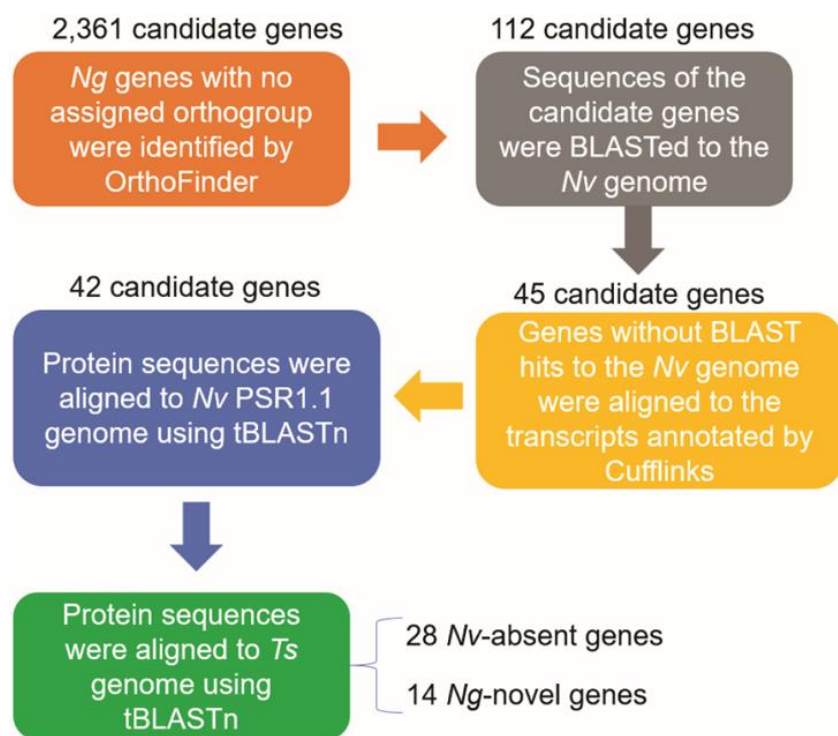 2,361 candidate genes
Ng genes with no
assigned orthogroup
were identified by
OrthoFinder
112 candidate genes
Sequences of the
candidate genes
were BLASTed to the
Nv genome
45 candidate genes
Genes without BLAST
hits to the Nv genome
were aligned to the
transcripts annotated by
Cufflinks
42 candidate genes
Protein sequences were
aligned to Nv PSR1.1
genome using tBLASTn
Protein sequences
were aligned to Ts
genome using
tBLASTn
28 Nv-absent genes
14 Ng-novel genes